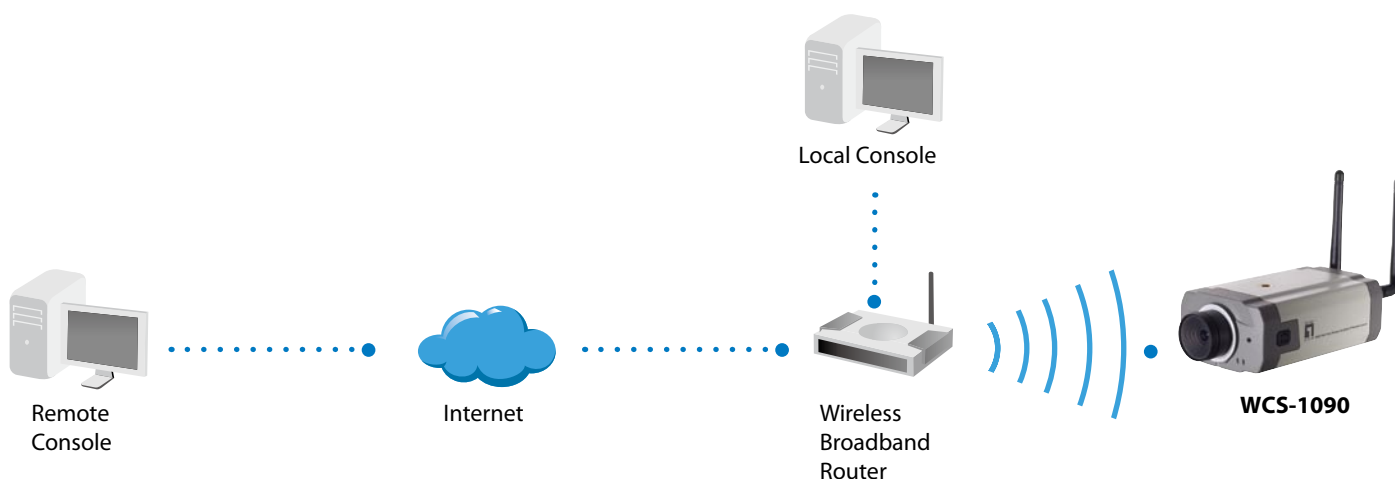 Local Console
Remote
Console
Internet
Wireless
Broadband
Router
WCS-1090